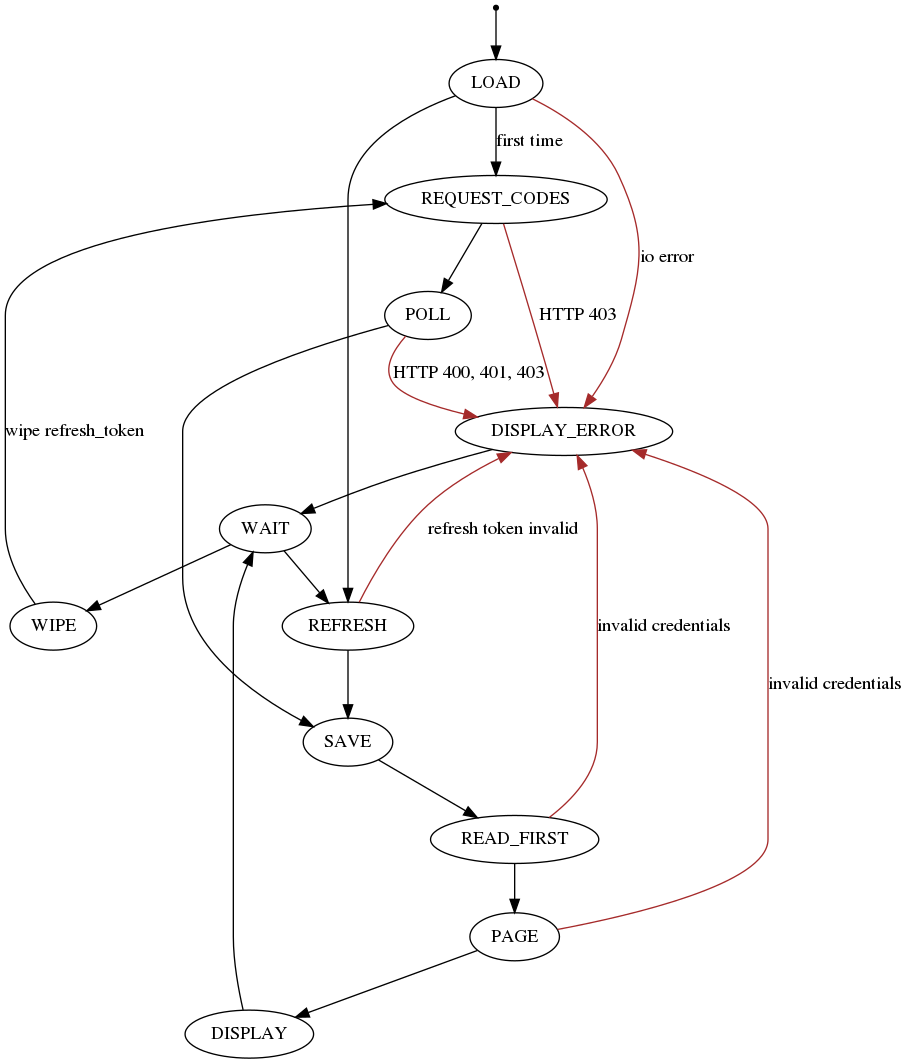 LOAD
first time
REQUEST_CODES
io error
POLL
HTTP 403
HTTP 400, 401, 403
DISPLAY_ERROR
wipe refresh_token
WAIT
refresh token invalid
WIPE
REFRESH
invalid credentials
invalid credentials
SAVE
READ_FIRST
PAGE
DISPLAY